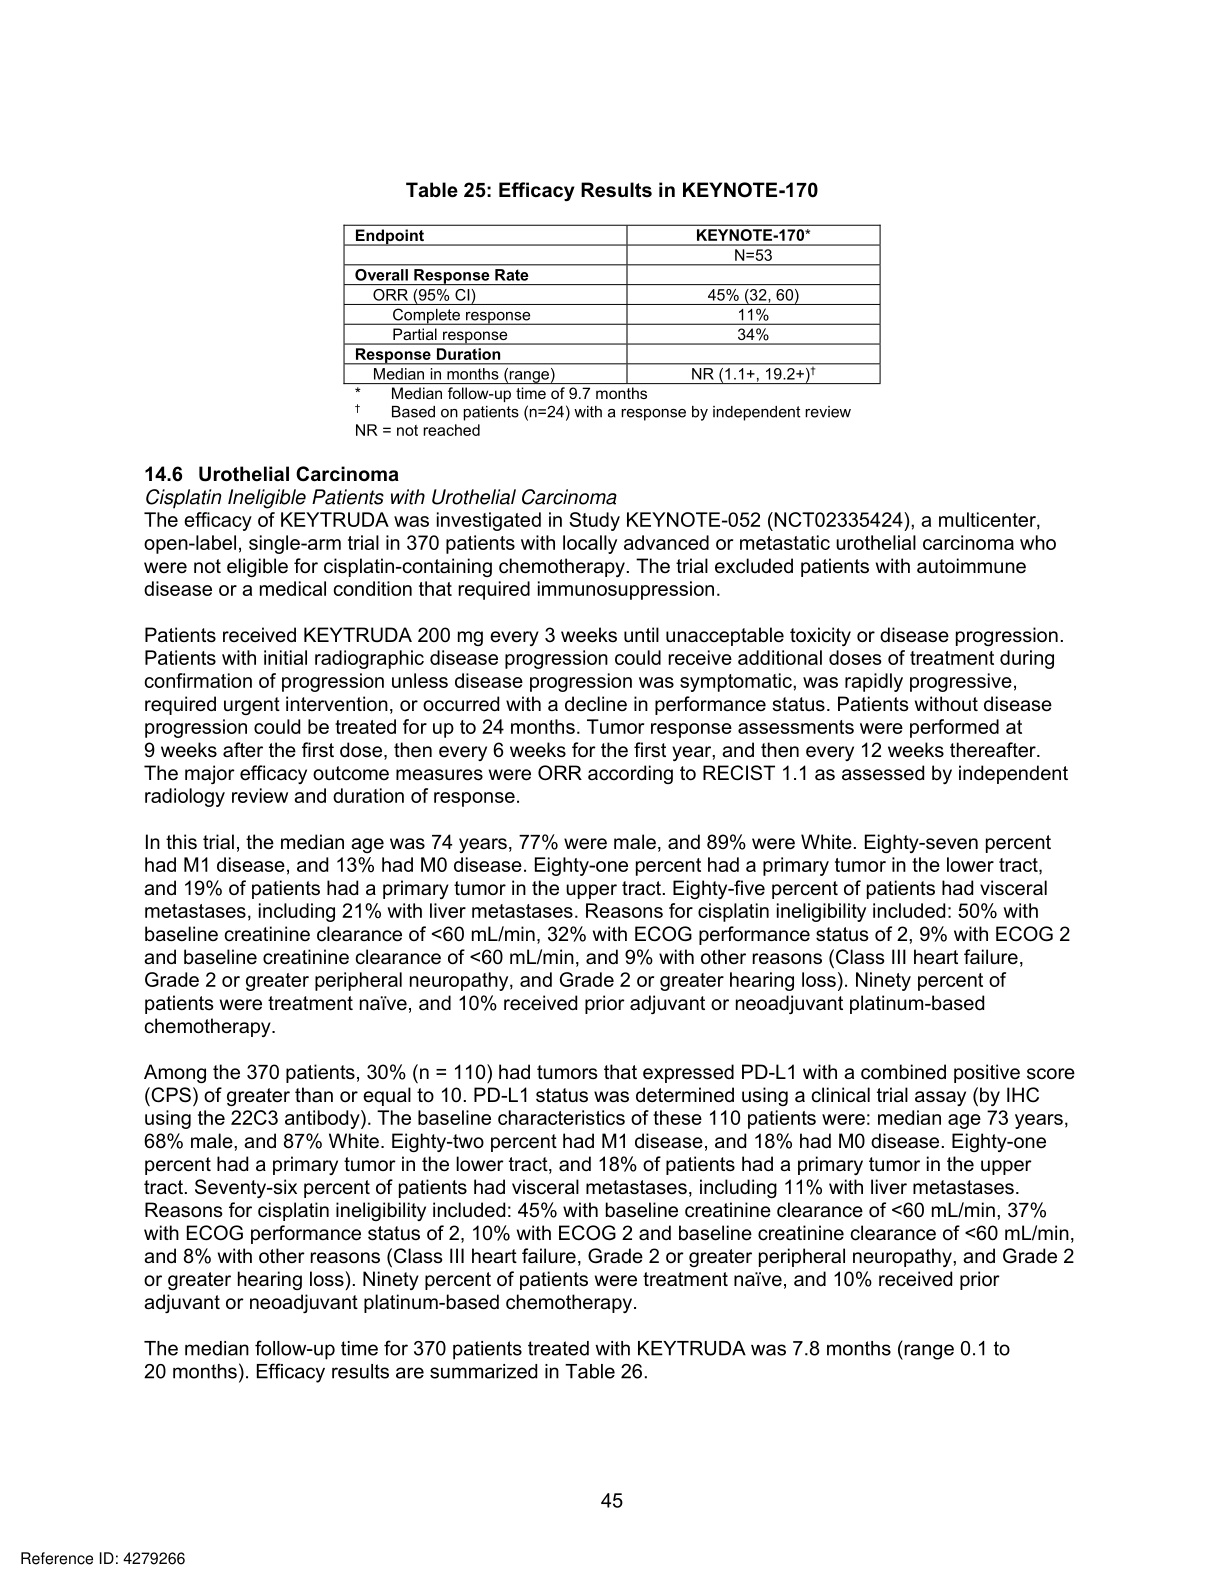 Table 25: Efficacy Results in KEYNOTE-170
Endpoint KEYNOTE-170*
N=53
Overall Response Rate
ORR (95% CI) 45% (32, 60)
Complete response 11%
Partial response 34%
Response Duration
Median in months (range) NR (1.1+, 19.2+)†
* Median follow-up time of 9.7 months
† Based on patients (n=24) with a response by independent review
NR = not reached
14.6 Urothelial Carcinoma
Cisplatin Ineligible Patients with Urothelial Carcinoma
The efficacy of KEYTRUDA was investigated in Study KEYNOTE-052 (NCT02335424), a multicenter,
open-label, single-arm trial in 370 patients with locally advanced or metastatic urothelial carcinoma who
were not eligible for cisplatin-containing chemotherapy. The trial excluded patients with autoimmune
disease or a medical condition that required immunosuppression.
Patients received KEYTRUDA 200 mg every 3 weeks until unacceptable toxicity or disease progression.
Patients with initial radiographic disease progression could receive additional doses of treatment during
confirmation of progression unless disease progression was symptomatic, was rapidly progressive,
required urgent intervention, or occurred with a decline in performance status. Patients without disease
progression could be treated for up to 24 months. Tumor response assessments were performed at
9 weeks after the first dose, then every 6 weeks for the first year, and then every 12 weeks thereafter.
The major efficacy outcome measures were ORR according to RECIST 1.1 as assessed by independent
radiology review and duration of response.
In this trial, the median age was 74 years, 77% were male, and 89% were White. Eighty-seven percent
had M1 disease, and 13% had M0 disease. Eighty-one percent had a primary tumor in the lower tract,
and 19% of patients had a primary tumor in the upper tract. Eighty-five percent of patients had visceral
metastases, including 21% with liver metastases. Reasons for cisplatin ineligibility included: 50% with
baseline creatinine clearance of <60 mL/min, 32% with ECOG performance status of 2, 9% with ECOG 2
and baseline creatinine clearance of <60 mL/min, and 9% with other reasons (Class III heart failure,
Grade 2 or greater peripheral neuropathy, and Grade 2 or greater hearing loss). Ninety percent of
patients were treatment naïve, and 10% received prior adjuvant or neoadjuvant platinum-based
chemotherapy.
Among the 370 patients, 30% (n = 110) had tumors that expressed PD-L1 with a combined positive score
(CPS) of greater than or equal to 10. PD-L1 status was determined using a clinical trial assay (by IHC
using the 22C3 antibody). The baseline characteristics of these 110 patients were: median age 73 years,
68% male, and 87% White. Eighty-two percent had M1 disease, and 18% had M0 disease. Eighty-one
percent had a primary tumor in the lower tract, and 18% of patients had a primary tumor in the upper
tract. Seventy-six percent of patients had visceral metastases, including 11% with liver metastases.
Reasons for cisplatin ineligibility included: 45% with baseline creatinine clearance of <60 mL/min, 37%
with ECOG performance status of 2, 10% with ECOG 2 and baseline creatinine clearance of <60 mL/min,
and 8% with other reasons (Class III heart failure, Grade 2 or greater peripheral neuropathy, and Grade 2
or greater hearing loss). Ninety percent of patients were treatment naïve, and 10% received prior
adjuvant or neoadjuvant platinum-based chemotherapy.
The median follow-up time for 370 patients treated with KEYTRUDA was 7.8 months (range 0.1 to
20 months). Efficacy results are summarized in Table 26.
45
Reference ID: 4279266